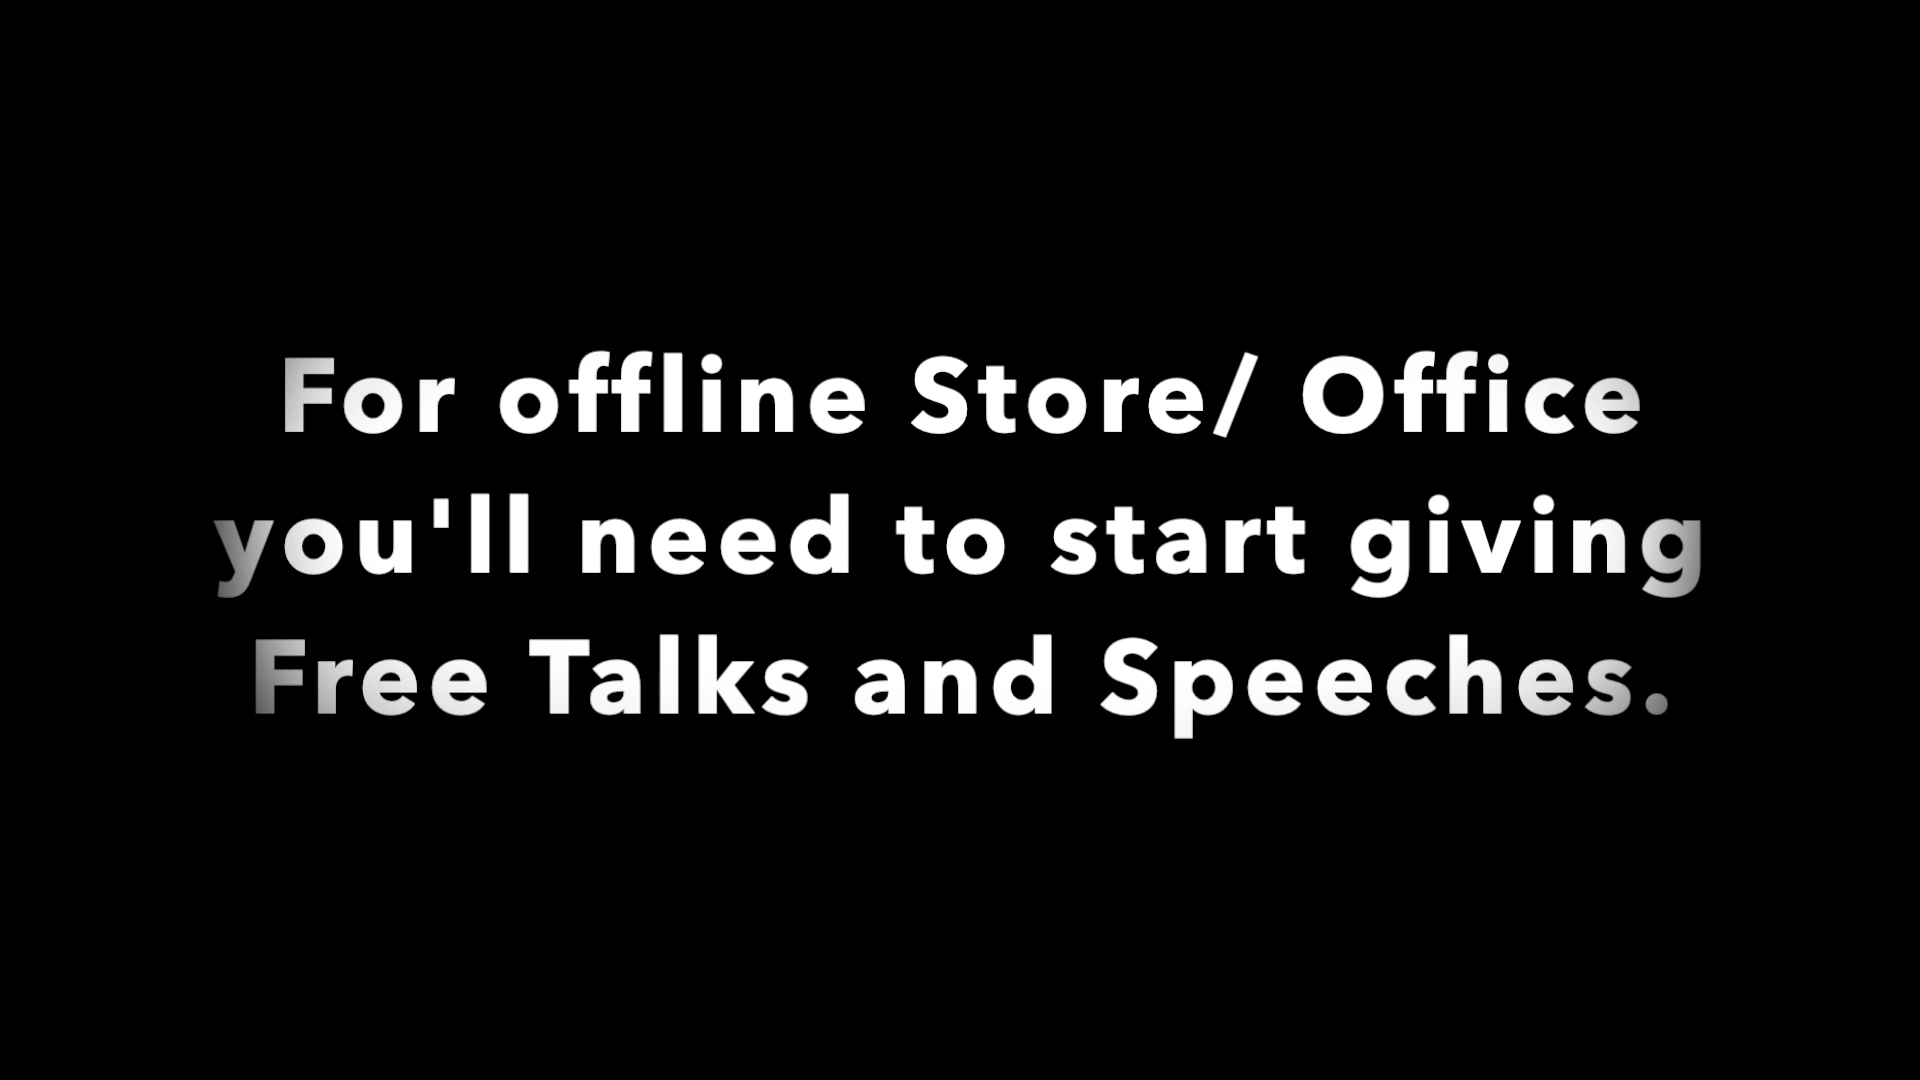 For offline Store/ Office
you'll need to start giving
Free Talks and Speeches.